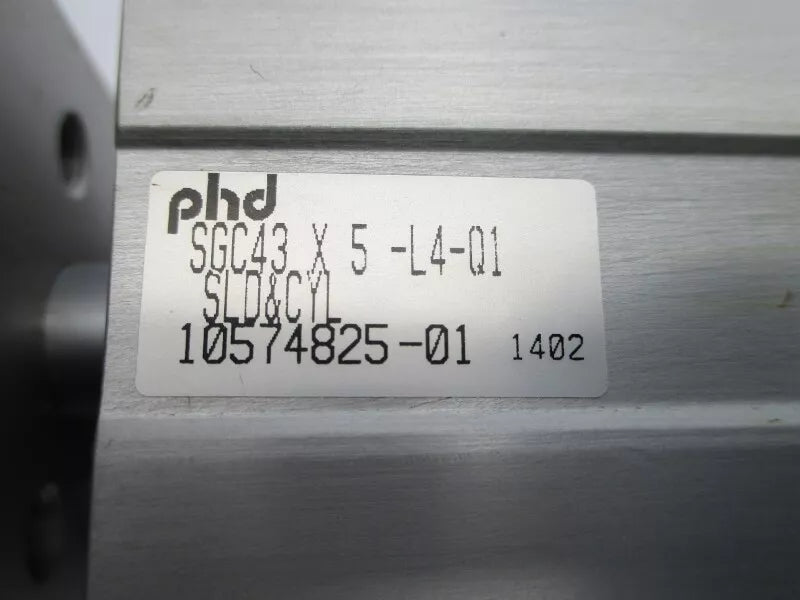 phd
SGC43 X 5 -L4-Q1
SLD&CYL
10574825-01 1402